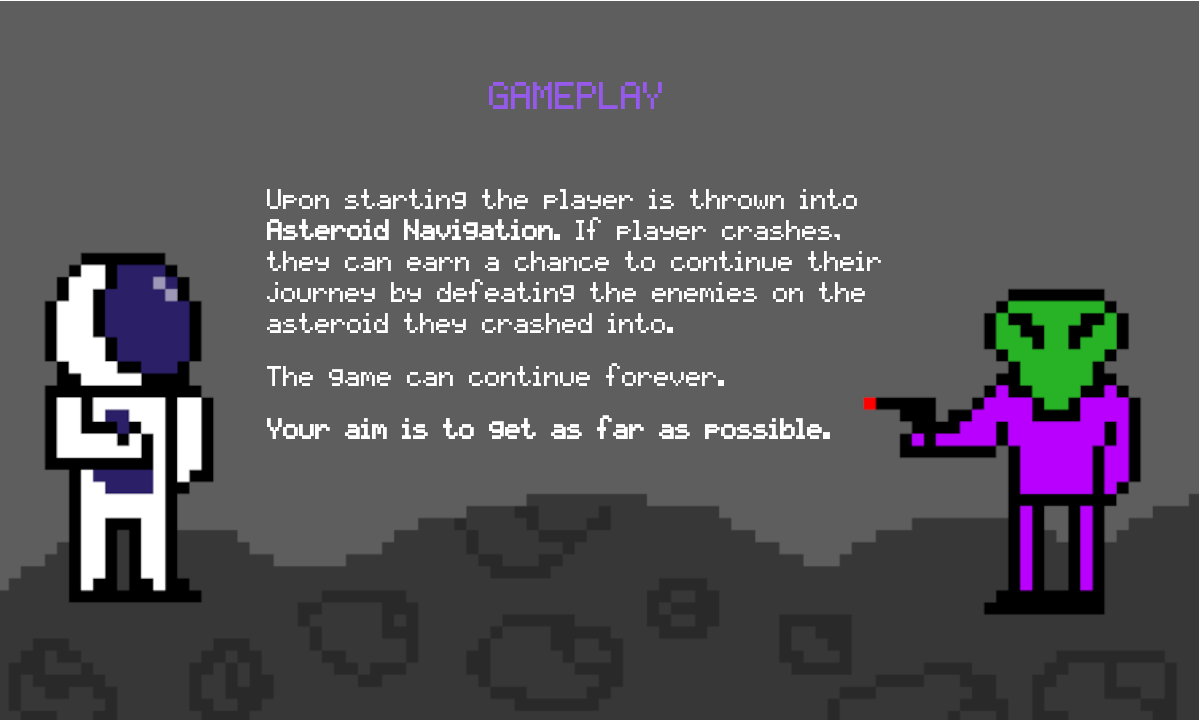 GAMEPLAY
Upon starting the player is thrown into
Asteroid Navigation. If player crashes,
they can earn a chance to continue their
journey by defeating the enemies on the
asteroid they crashed into.
The game can continue forever.
Your aim is to get as far as possible.